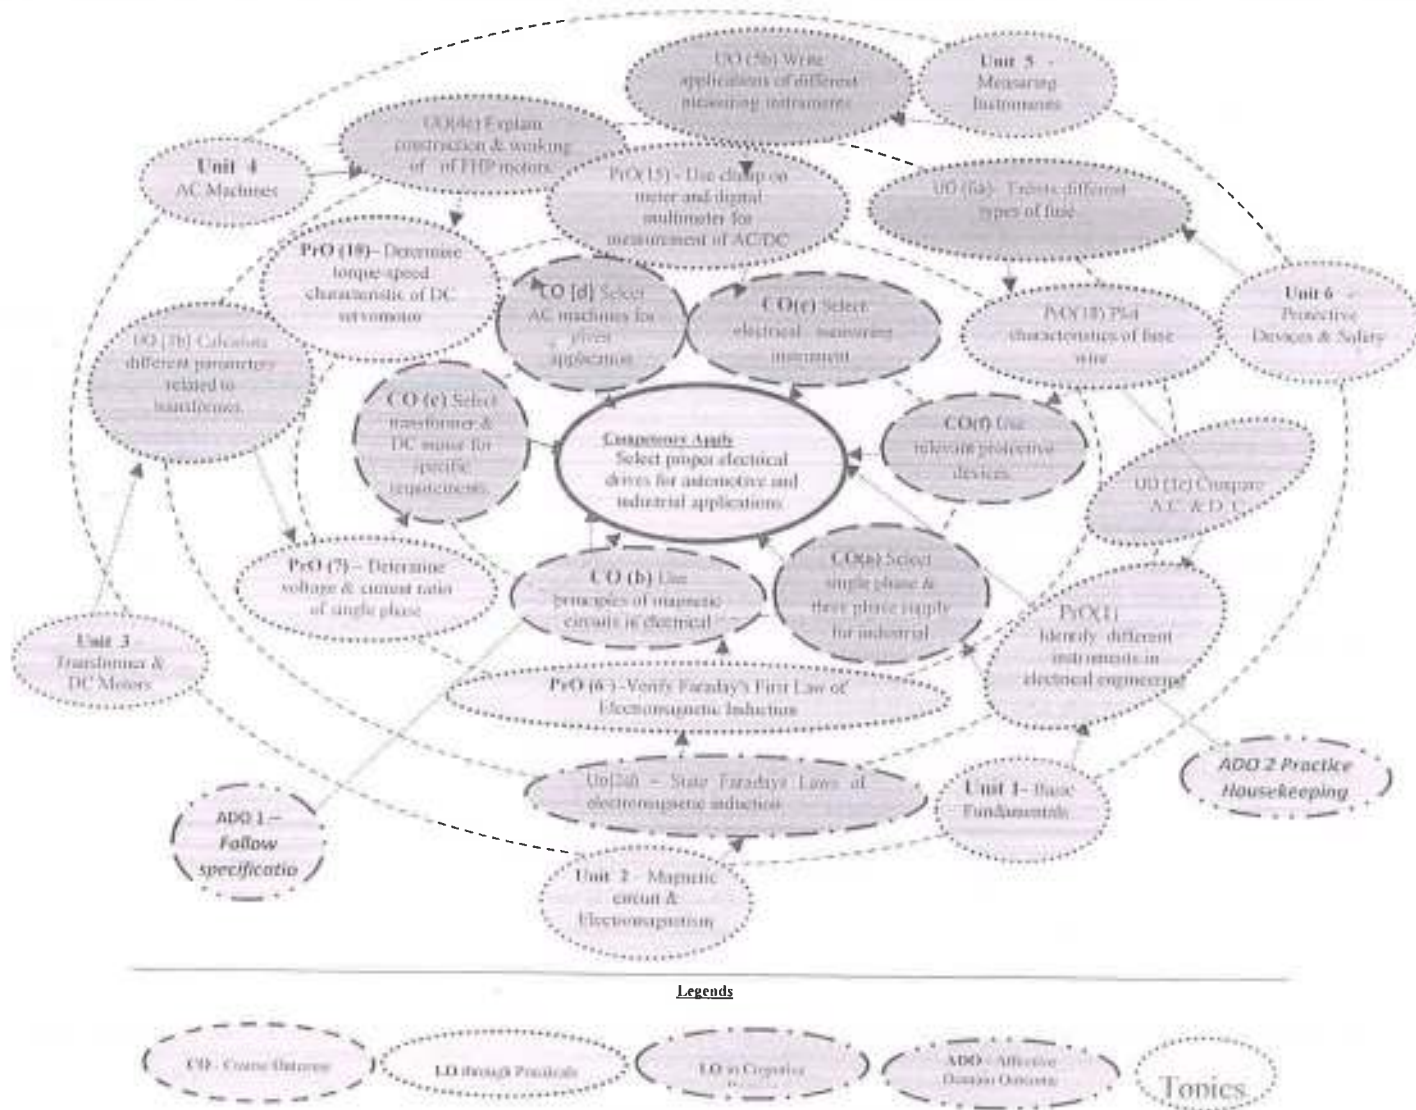 UO (5b) Write
applications of different
measuring instruments
Unit 5 -
Measuring
Instruments
UO(4c) Explain
construction & working
of of FHP motors.
Unit 4
AC Machines
PrO(15) - Use clamp on
meter and digital
multimeter for
measurement of AC/DC
UO (6a)- Enlists different
types of fuse
PrO (19)- Determine
torque-speed
characteristic of DC
servomotor
CO (d) Select
AC machines for
given
application
CO(e) Select
electrical measuring
instrument
PrO(18) Plot
characteristics of fuse
wire
Unit 6 -
Protective
Devices & Safety
UO (3b) Calculate
different parameters
related to
transformer.
CO (c) Select
transformer &
DC motor for
specific
requirements.
Competency Apply
Select proper electrical
drives for automotive and
industrial applications
CO(f) Use
relevant protective
devices.
UO (1c) Compare
A.C. & D. C
PrO (7) - Determine
voltage & current ratio
of single phase
CO (b) Use
principles of magnetic
circuits in electrical
CO(a) Select
single phase &
three phase supply
for industrial
PrO(1)
Identify different
instruments in
electrical engineering
Unit 3 -
Transformer &
DC Motors
PrO (6 ) -Verify Faraday's First Law of
Electromagnetic Induction
Uo(2a) - State Faradays Laws of
electromagnetic induction
Unit 1- Basic
Fundamentals
ADO 2 Practice
Housekeeping
ADO 1 –
Follow
specificatio
Unit 2 - Magnetic
circuit &
Electromagnetism
Legends
CO - Course Outcome
LO through Practicals
LO in Cognitive
ADO - Affective
Domain Outcome
Topics